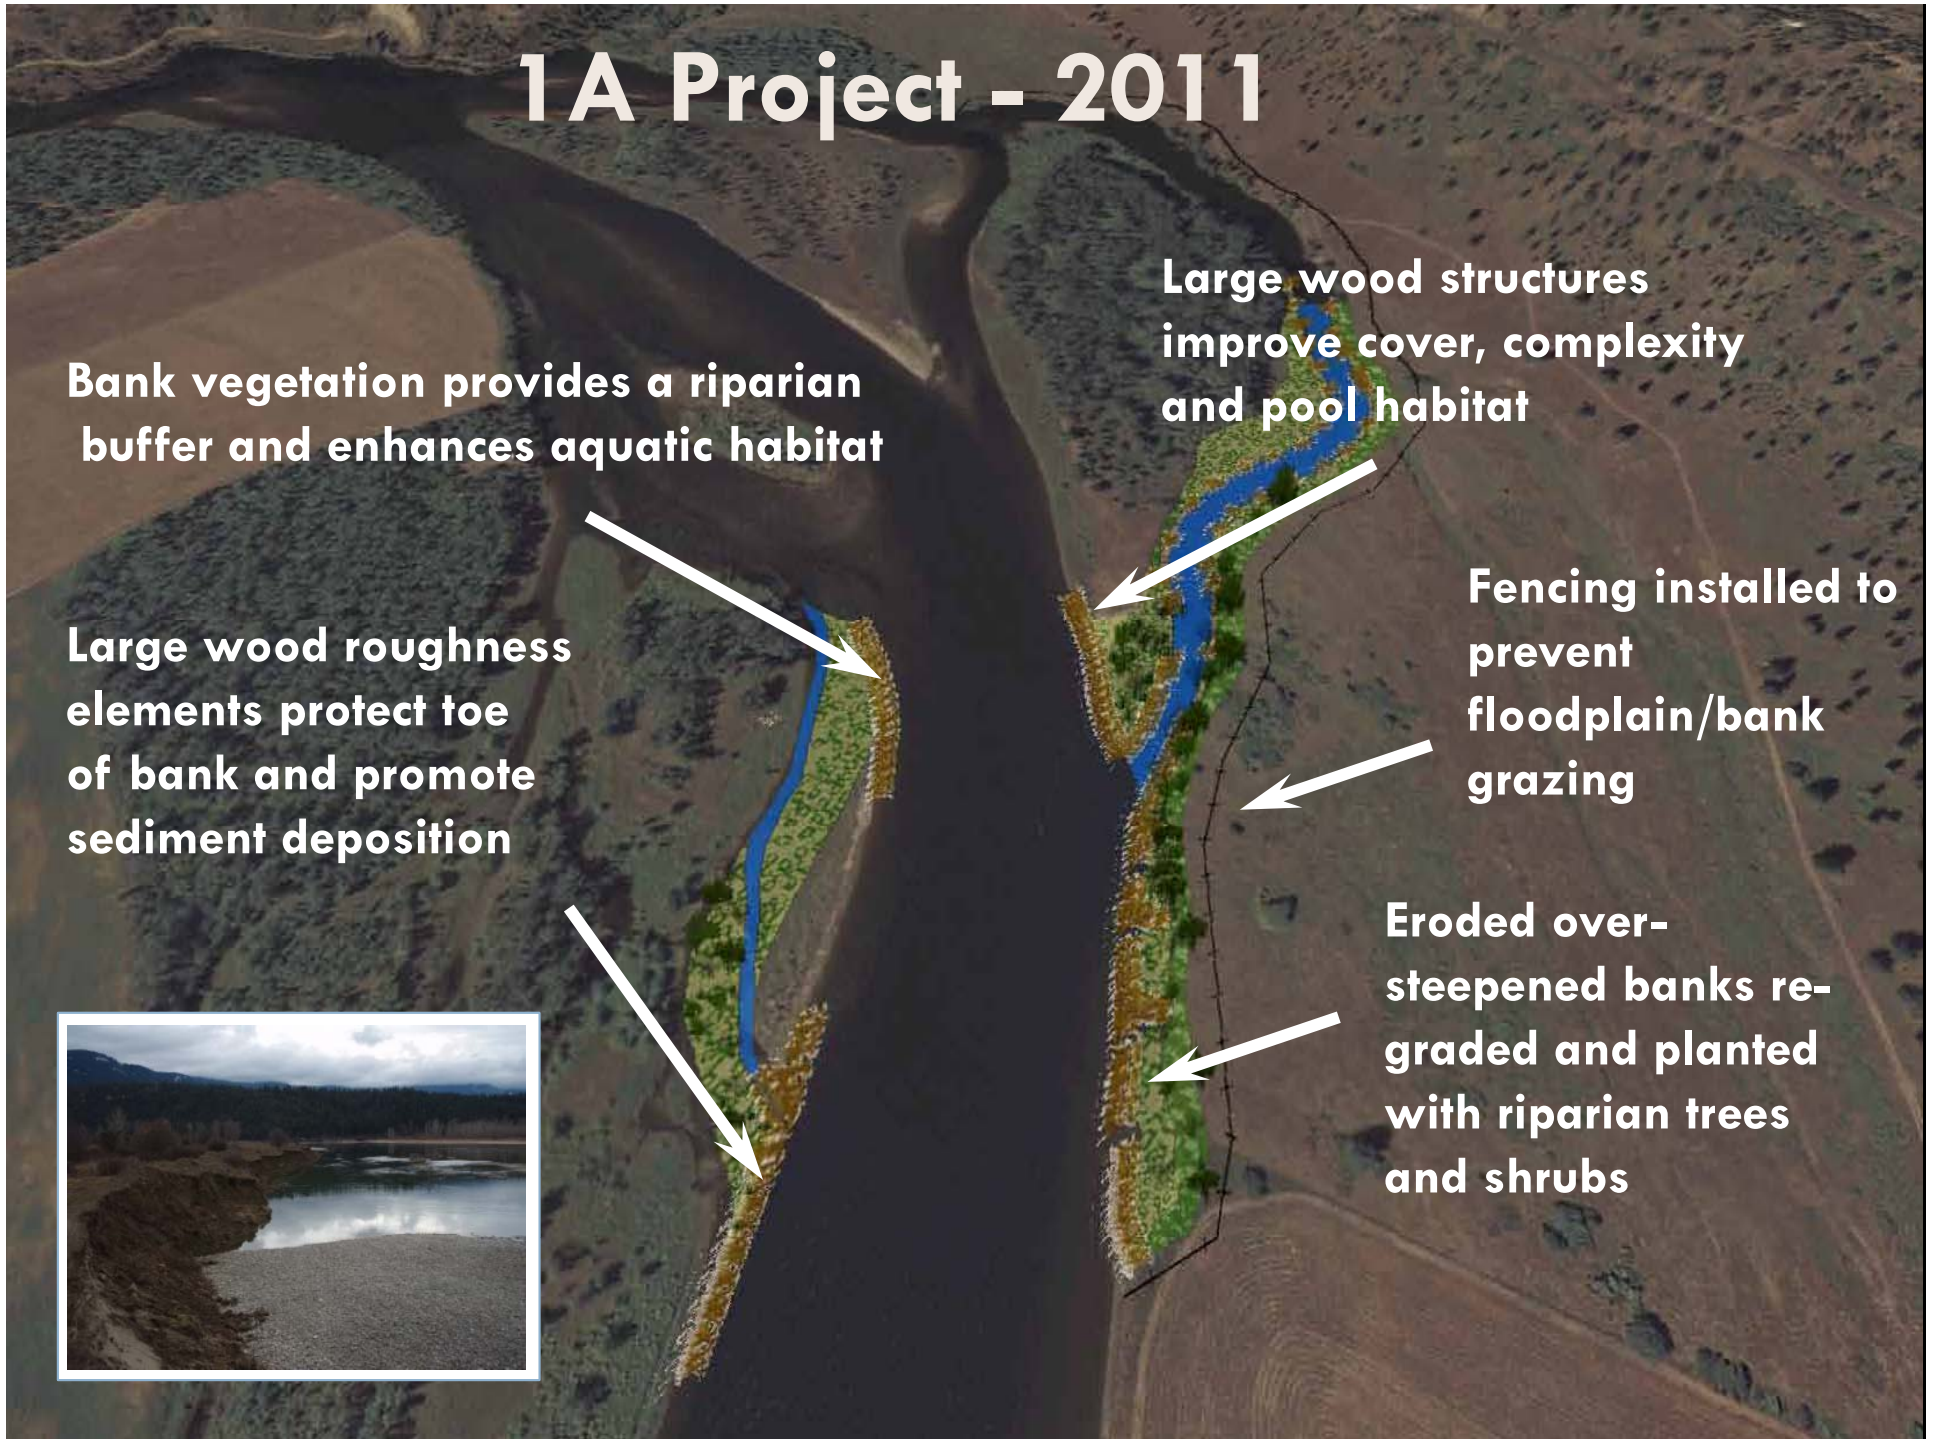 1A Project - 2011
Large wood structures
improve cover, complexity
and pool habitat
Bank vegetation provides a riparian
buffer and enhances aquatic habitat
Fencing installed to
prevent
floodplain/bank
grazing
Large wood roughness
elements protect toe
of bank and promote
sediment deposition
Eroded over-
steepened banks re-
graded and planted
with riparian trees
and shrubs